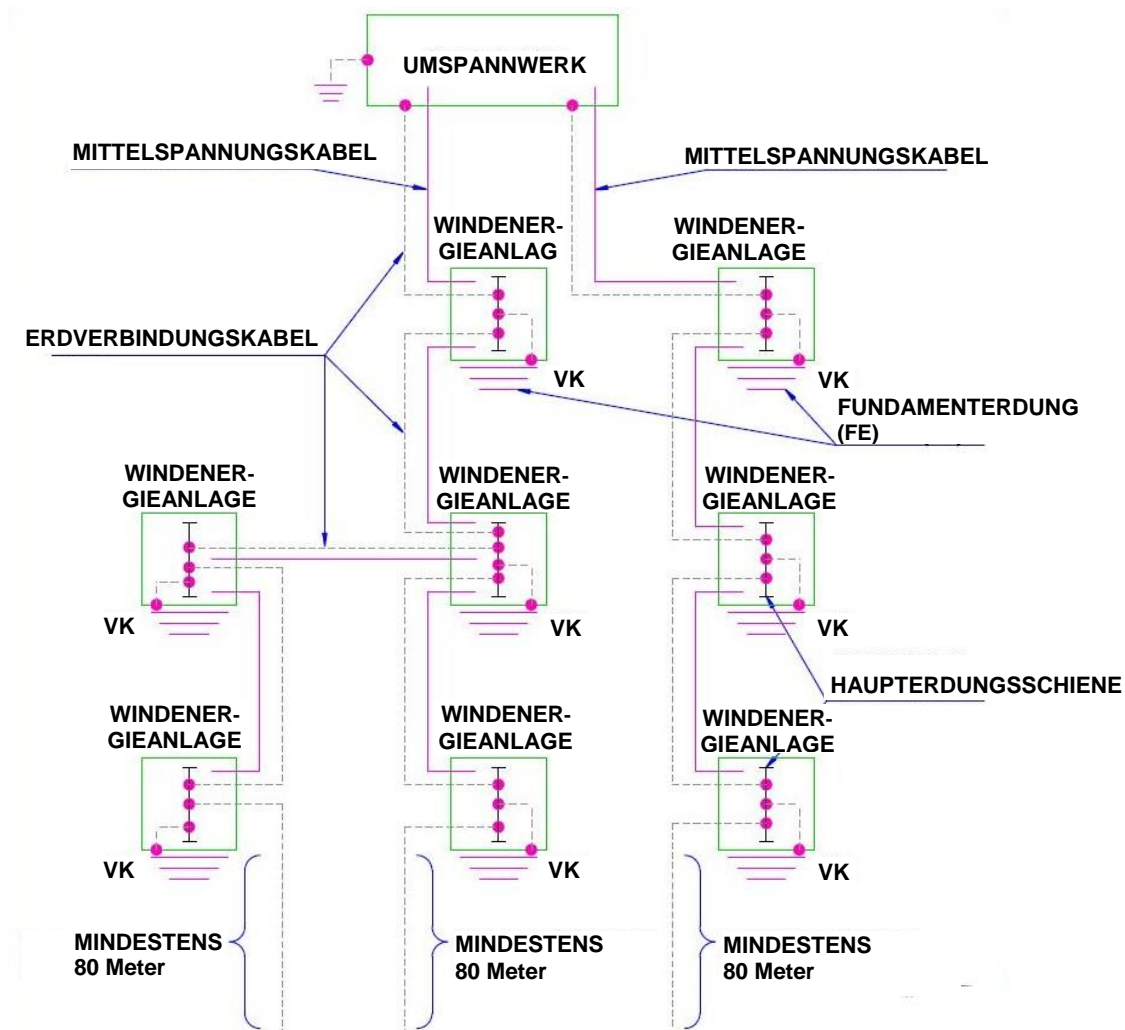 UMSPANNWERK
MITTELSPANNUNGSKABEL
MITTELSPANNUNGSKABEL
WINDENER-
GIEANLAG
WINDENER-
GIEANLAGE
ERDVERBINDUNGSKABEL
VK
VK
FUNDAMENTERDUNG
(FE)
WINDENER-
GIEANLAGE
WINDENER-
GIEANLAGE
WINDENER-
GIEANLAGE
VK
VK
VK
HAUPTERDUNGSSCHIENE
WINDENER-
GIEANLAGE
WINDENER-
GIEANLAGE
WINDENER-
GIEANLAGE
VK
VK
VK
MINDESTENS
80 Meter
MINDESTENS
80 Meter
MINDESTENS
80 Meter